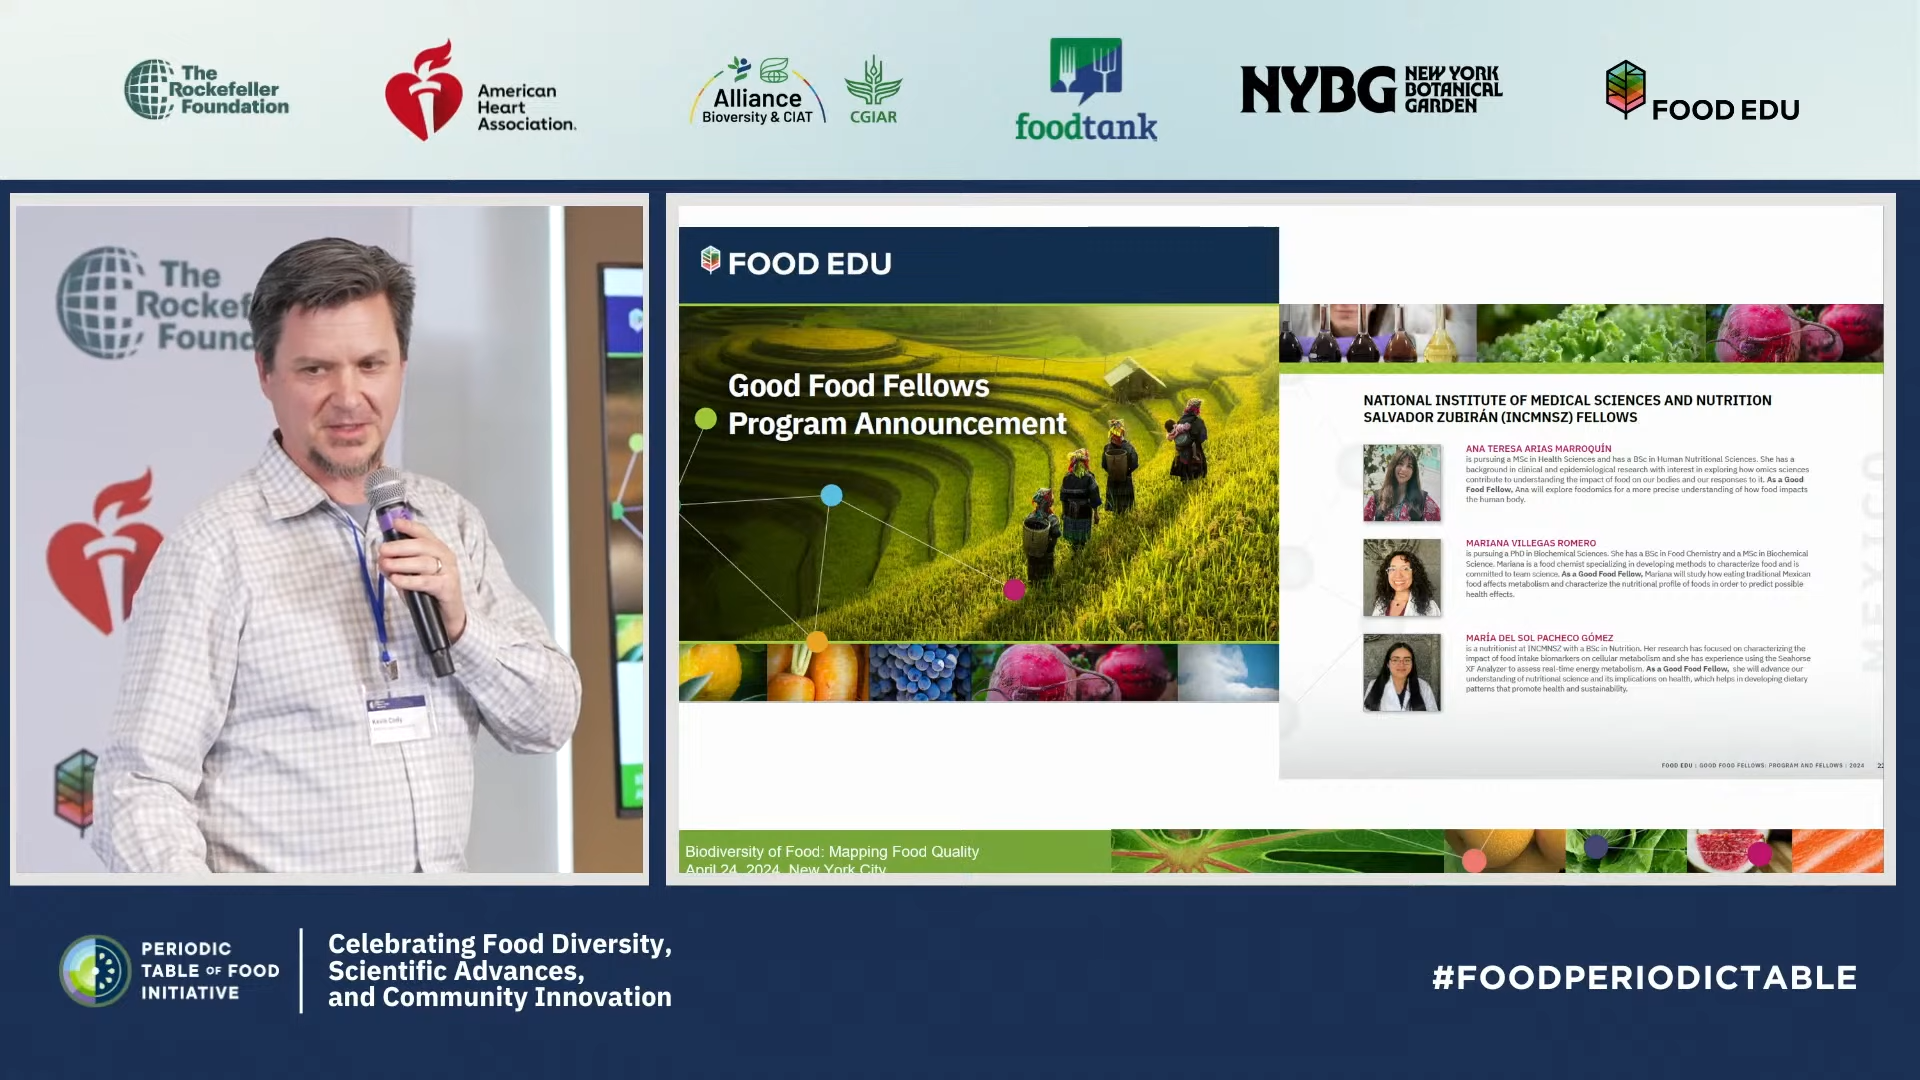 The
Rockefeller
Foundation
American
Heart
Association.
Alliance
Bioversity & CIAT
CGIAR
foodtank
NYBG NEW YORK
BOTANICAL
GARDEN
FOOD EDU
The
Rockef
Found
Kevin Cody
FOOD EDU
Good Food Fellows
Program Announcement
NATIONAL INSTITUTE OF MEDICAL SCIENCES AND NUTRITION
SALVADOR ZUBIRÁN (INCMNSZ) FELLOWS
ANA TERESA ARIAS MARROQUÍN
is pursuing a MSc in Health Sciences and has a BSc in Human Nutritional Sciences. She has a
background in clinical and epidemiological research with interest in exploring how omics sciences
contribute to understanding the impact of food on our bodies and our responses to it. As a Good
Food Fellow, Ana will explore foodomics for a more precise understanding of how food impacts
the human body.
MARIANA VILLEGAS ROMERO
is pursuing a PhD in Biochemical Sciences. She has a BSc in Food Chemistry and a MSc in Biochemical
Science. Mariana is a food chemist specializing in developing methods to characterize food and is
committed to team science. As a Good Food Fellow, Mariana will study how eating traditional Mexican
food affects metabolism and characterize the nutritional profile of foods in order to predict possible
health effects.
MARÍA DEL SOL PACHECO GÓMEZ
is a nutritionist at INCMNSZ with a BSc in Nutrition. Her research has focused on characterizing the
impact of food intake biomarkers on cellular metabolism and she has experience using the Seahorse
XF Analyzer to assess real-time energy metabolism. As a Good Food Fellow, she will advance our
understanding of nutritional science and its implications on health, which helps in developing dietary
patterns that promote health and sustainability.
MEXICO
FOOD EDU | GOOD FOOD FELLOWS: PROGRAM AND FELLOWS | 2024 22
Biodiversity of Food: Mapping Food Quality
April 24, 2024, New York City
PERIODIC
TABLE OF FOOD
INITIATIVE
Celebrating Food Diversity,
Scientific Advances,
and Community Innovation
#FOODPERIODICTABLE